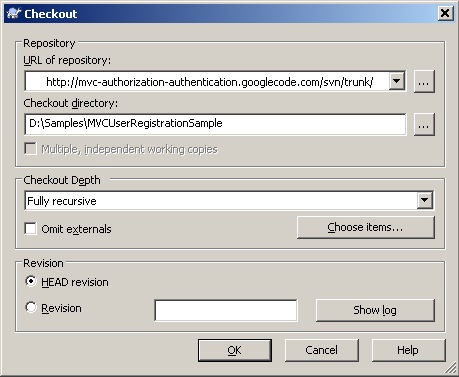 Checkout
Repository
URL of repository:
http://mvc-authorization-authentication.googlecode.com/svn/trunk/
...
Checkout directory:
D:\Samples\MVCUserRegistrationSample
...
Multiple, independent working copies
Checkout Depth
Fully recursive
Omit externals
Choose items...
Revision
HEAD revision
Revision
Show log
OK
Cancel
Help